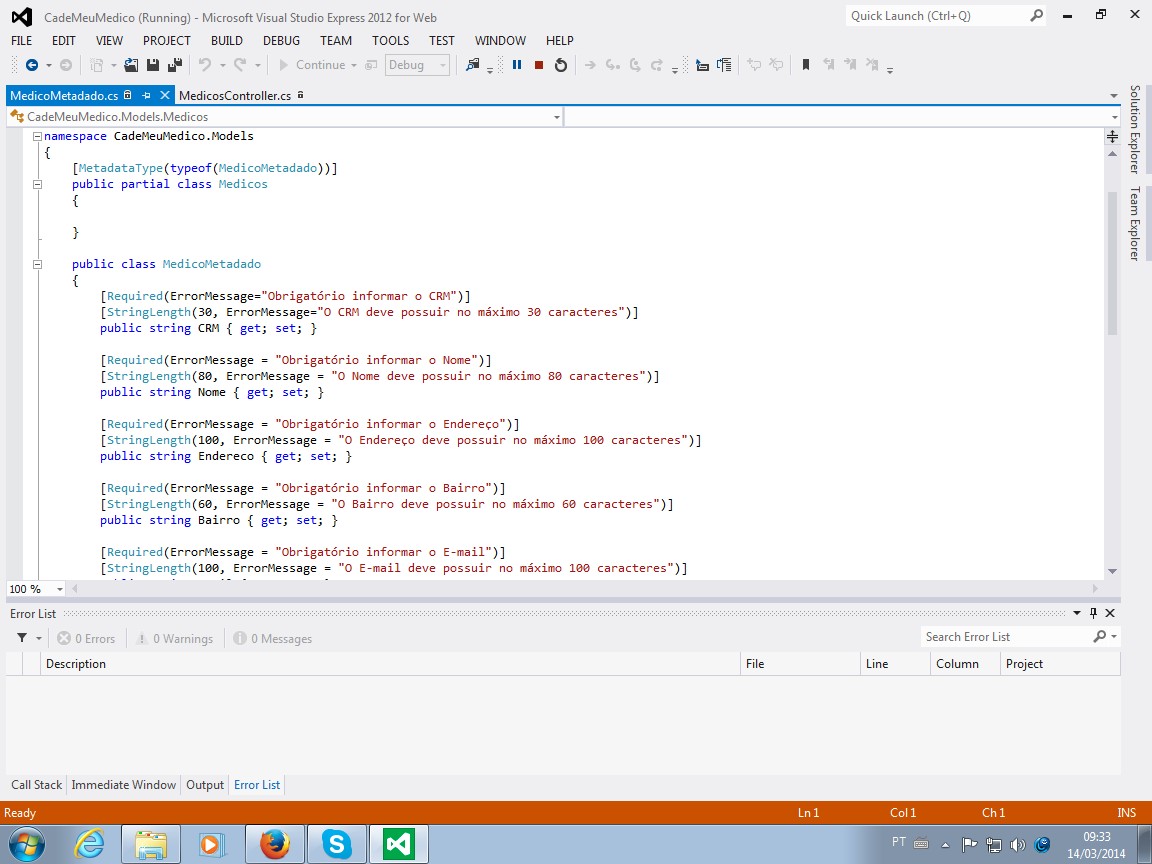 CadeMeuMedico (Running) - Microsoft Visual Studio Express 2012 for Web
Quick Launch (Ctrl+Q)
FILE EDIT VIEW PROJECT BUILD DEBUG TEAM TOOLS TEST WINDOW HELP
Continue Debug
MedicoMetadado.cs MedicosController.cs
CadeMeuMedico.Models.Medicos
Solution Explorer
Team Explorer
namespace CadeMeuMedico.Models
{
[MetadataType(typeof(MedicoMetadado))]
public partial class Medicos
{
}
public class MedicoMetadado
{
[Required(ErrorMessage="Obrigatório informar o CRM")]
[StringLength(30, ErrorMessage="O CRM deve possuir no máximo 30 caracteres")]
public string CRM { get; set; }
[Required(ErrorMessage = "Obrigatório informar o Nome")]
[StringLength(80, ErrorMessage = "O Nome deve possuir no máximo 80 caracteres")]
public string Nome { get; set; }
[Required(ErrorMessage = "Obrigatório informar o Endereço")]
[StringLength(100, ErrorMessage = "O Endereço deve possuir no máximo 100 caracteres")]
public string Endereco { get; set; }
[Required(ErrorMessage = "Obrigatório informar o Bairro")]
[StringLength(60, ErrorMessage = "O Bairro deve possuir no máximo 60 caracteres")]
public string Bairro { get; set; }
[Required(ErrorMessage = "Obrigatório informar o E-mail")]
[StringLength(100, ErrorMessage = "O E-mail deve possuir no máximo 100 caracteres")]
100 %
Error List
0 Errors 0 Warnings 0 Messages
Search Error List
Description File Line Column Project
Call Stack Immediate Window Output Error List
Ready Ln 1 Col 1 Ch 1 INS
PT
09:33
14/03/2014